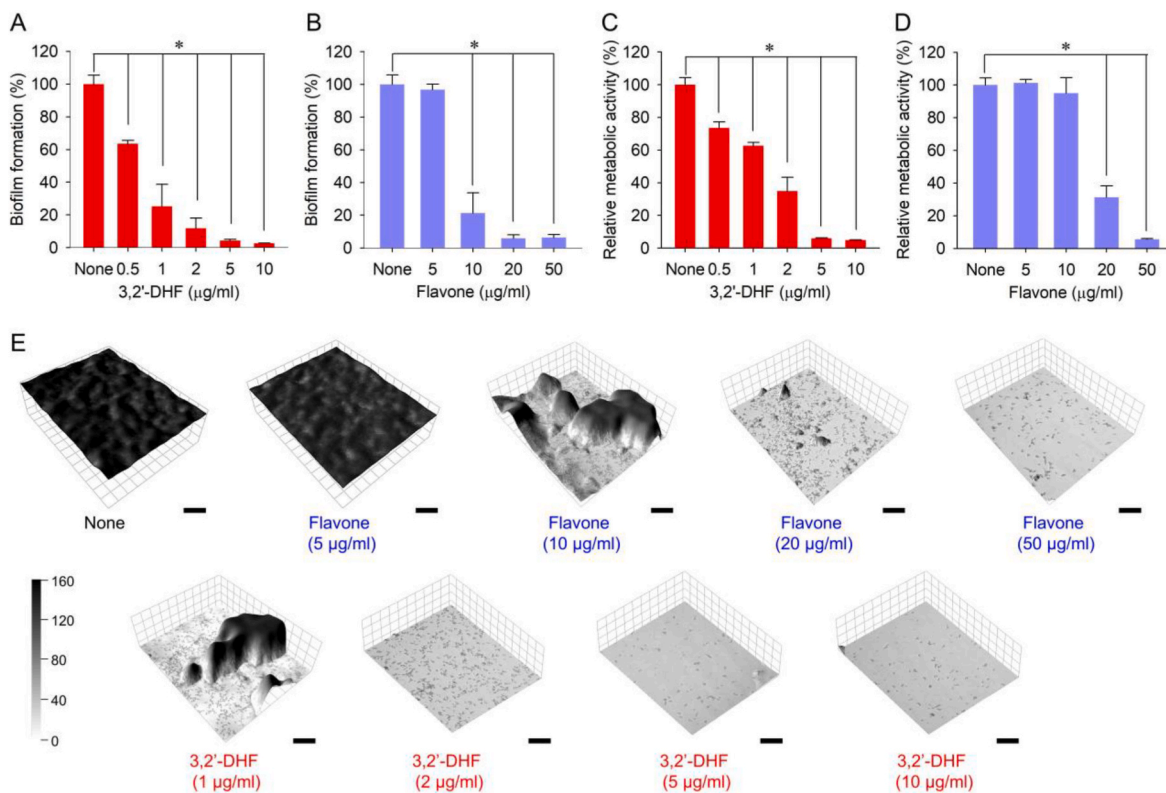 A
B
C
D
Biofilm formation (%)
120
100
80
60
40
20
0
*
None 0.5 1 2 5 10
3,2'-DHF (μg/ml)
Biofilm formation (%)
120
100
80
60
40
20
0
*
None 5 10 20 50
Flavone (μg/ml)
Relative metabolic activity (%)
120
100
80
60
40
20
0
*
None 0.5 1 2 5 10
3,2'-DHF (μg/ml)
Relative metabolic activity (%)
120
100
80
60
40
20
0
*
None 5 10 20 50
Flavone (μg/ml)
E
None
Flavone
(5 μg/ml)
Flavone
(10 μg/ml)
Flavone
(20 μg/ml)
Flavone
(50 μg/ml)
160
120
80
40
0
3,2'-DHF
(1 μg/ml)
3,2'-DHF
(2 μg/ml)
3,2'-DHF
(5 μg/ml)
3,2'-DHF
(10 μg/ml)